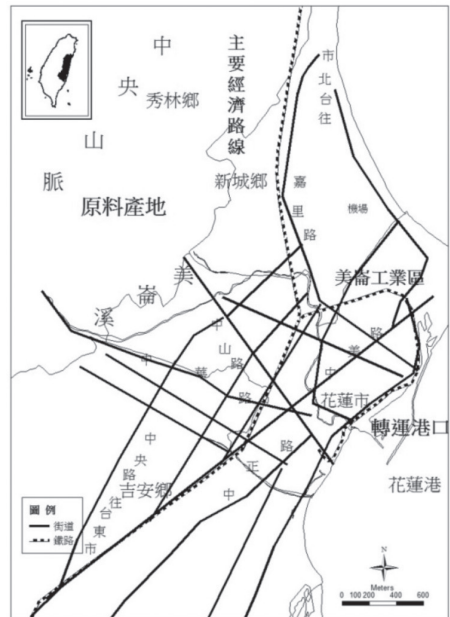 中央山脈
主要經濟路線
往台北市
秀林鄉
新城鄉
嘉里路
機場
原料產地
美崙工業區
美崙溪
中山路
中美路
中華路
花蓮市
轉運港口
中央路
中正路
吉安鄉
花蓮港
往台東市
圖 例
街道
鐵路
N
Meters
0 100 200 400 600